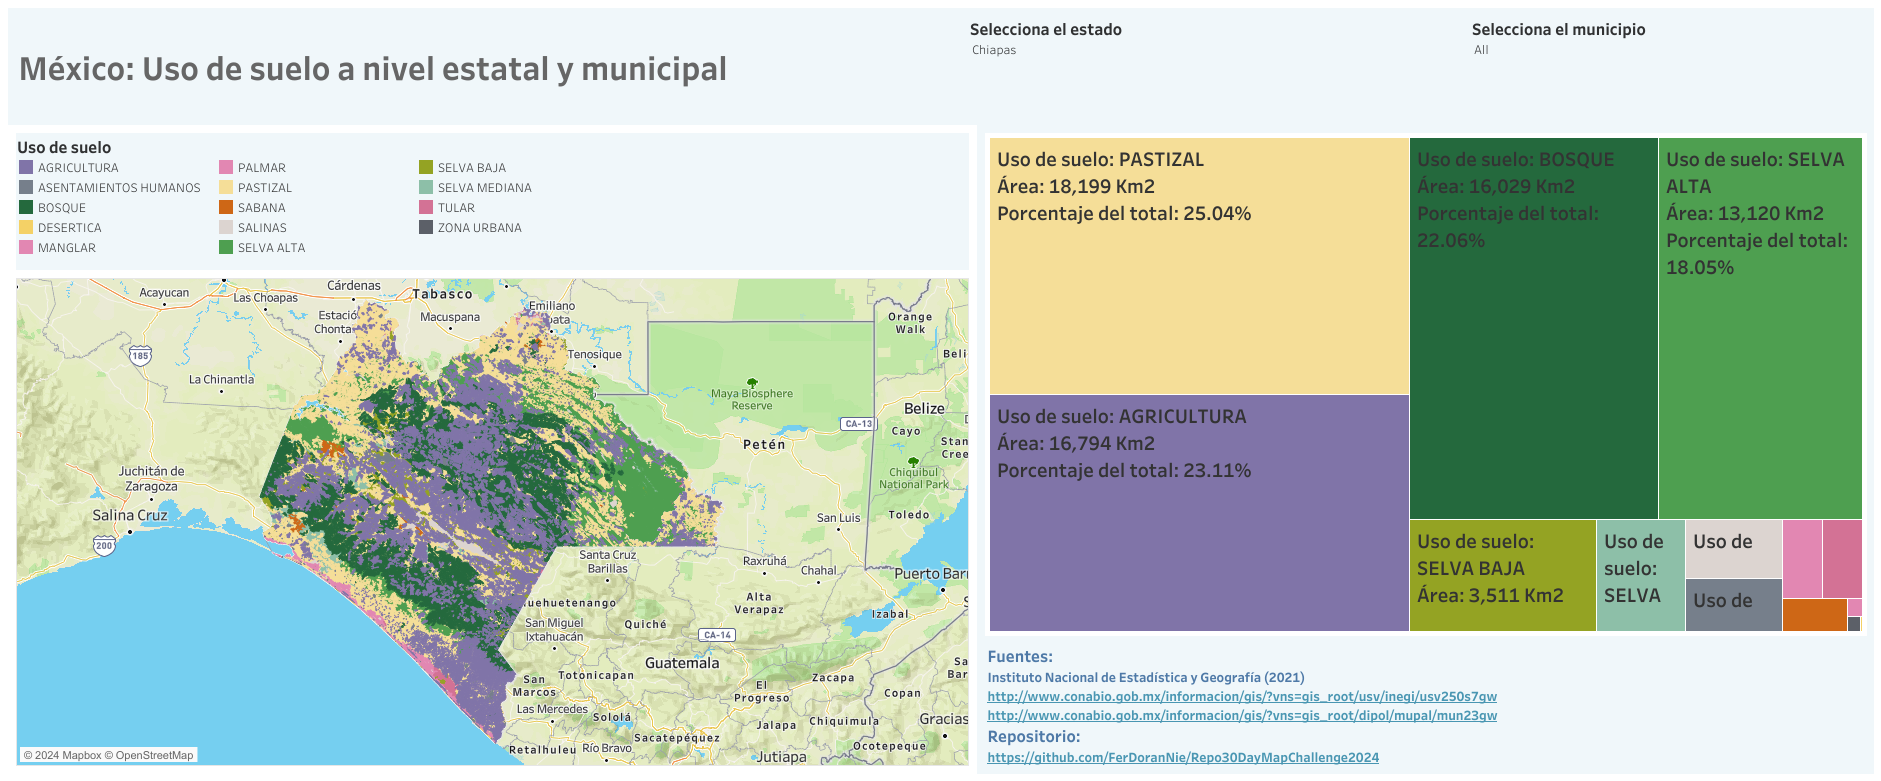 México: Uso de suelo a nivel estatal y municipal
Selecciona el estado
Chiapas
Selecciona el municipio
All
Uso de suelo
AGRICULTURA
ASENTAMIENTOS HUMANOS
BOSQUE
DESERTICA
MANGLAR
PALMAR
PASTIZAL
SABANA
SALINAS
SELVA ALTA
SELVA BAJA
SELVA MEDIANA
TULAR
ZONA URBANA
Acayucan
Las Choapas
Cárdenas
Tabasco
Emiliano
Estació
Chonta
Macuspana
Tenosique
Orange
Walk
Beli
185
La Chinantla
Maya Biosphere
Reserve
Belize
CA-13
Cayo
Stan
Cree
Petén
Chiquibul
National Park
Juchitán de
Zaragoza
Salina Cruz
Toledo
San Luis
200
Santa Cruz
Barillas
Raxruhá
Chahal
Puerto Barr
uehuetenango
Alta
Verapaz
Izabal
San Miguel
Ixtahuacán
Quiché
CA-14
Guatemala
Totonicapan
Zacapa
San
Marcos
El
Progreso
Copan
Las Mercedes
Sololá
Jalapa
Chiquimula
Gracias
Sacatepéquez
Ocotepeque
Retalhuleu
Río Bravo
Jutiapa
© 2024 Mapbox © OpenStreetMap
Uso de suelo: PASTIZAL
Área: 18,199 Km2
Porcentaje del total: 25.04%
Uso de suelo: AGRICULTURA
Área: 16,794 Km2
Porcentaje del total: 23.11%
Uso de suelo: BOSQUE
Área: 16,029 Km2
Porcentaje del total:
22.06%
Uso de suelo: SELVA
ALTA
Área: 13,120 Km2
Porcentaje del total:
18.05%
Uso de suelo:
SELVA BAJA
Área: 3,511 Km2
Uso de
suelo:
SELVA
Uso de
Uso de
Fuentes:
Instituto Nacional de Estadística y Geografía (2021)
http://www.conabio.gob.mx/informacion/gis/?vns=gis_root/usv/inegi/usv250s7gw
http://www.conabio.gob.mx/informacion/gis/?vns=gis_root/dipol/mupal/mun23gw
Repositorio:
https://github.com/FerDoranNie/Repo30DayMapChallenge2024